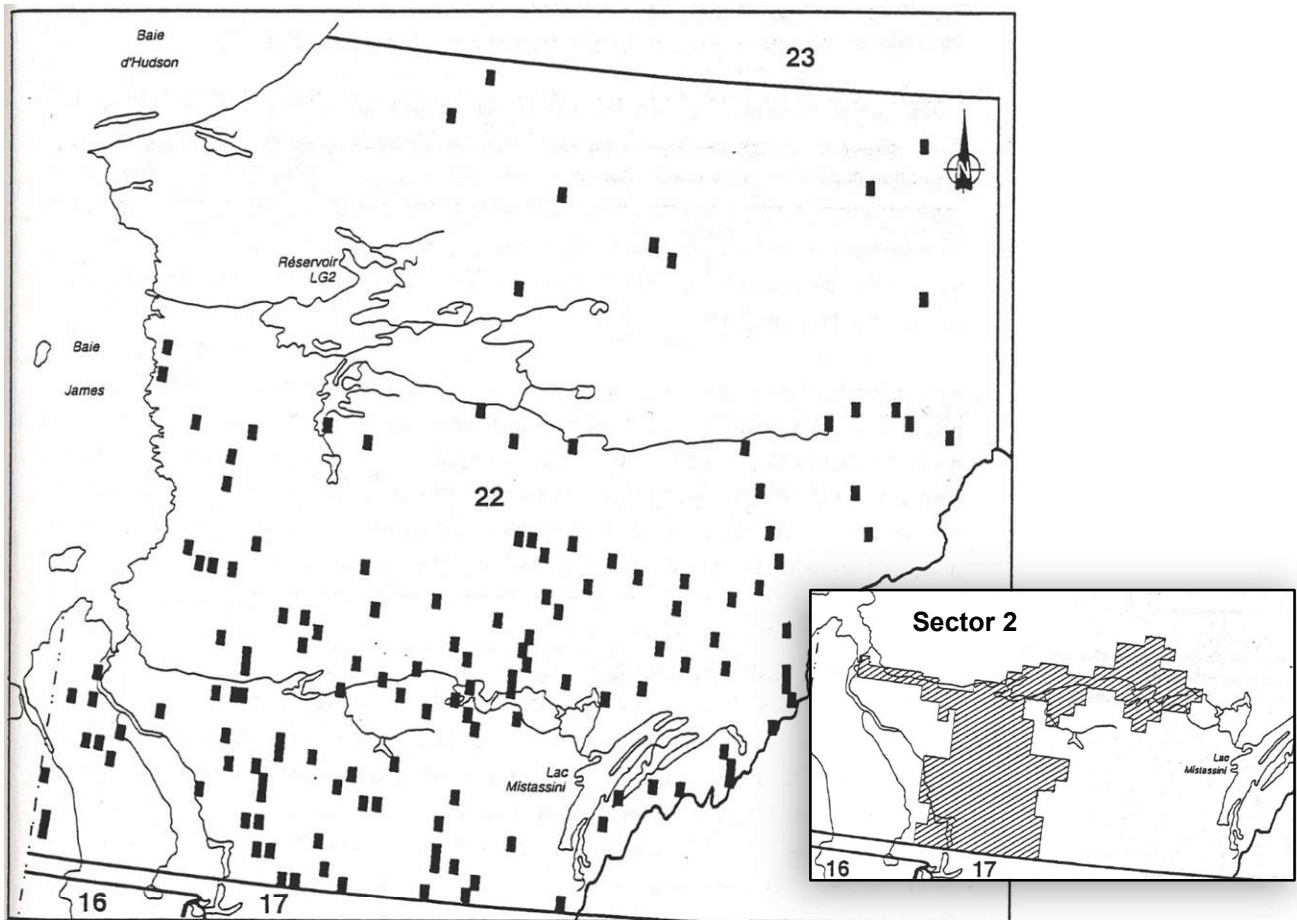 Baie
d'Hudson
23
N
Réservoir
LG2
Baie
James
22
Lac
Mistassini
16
17
Sector 2
Lac
Mistassini
16
17